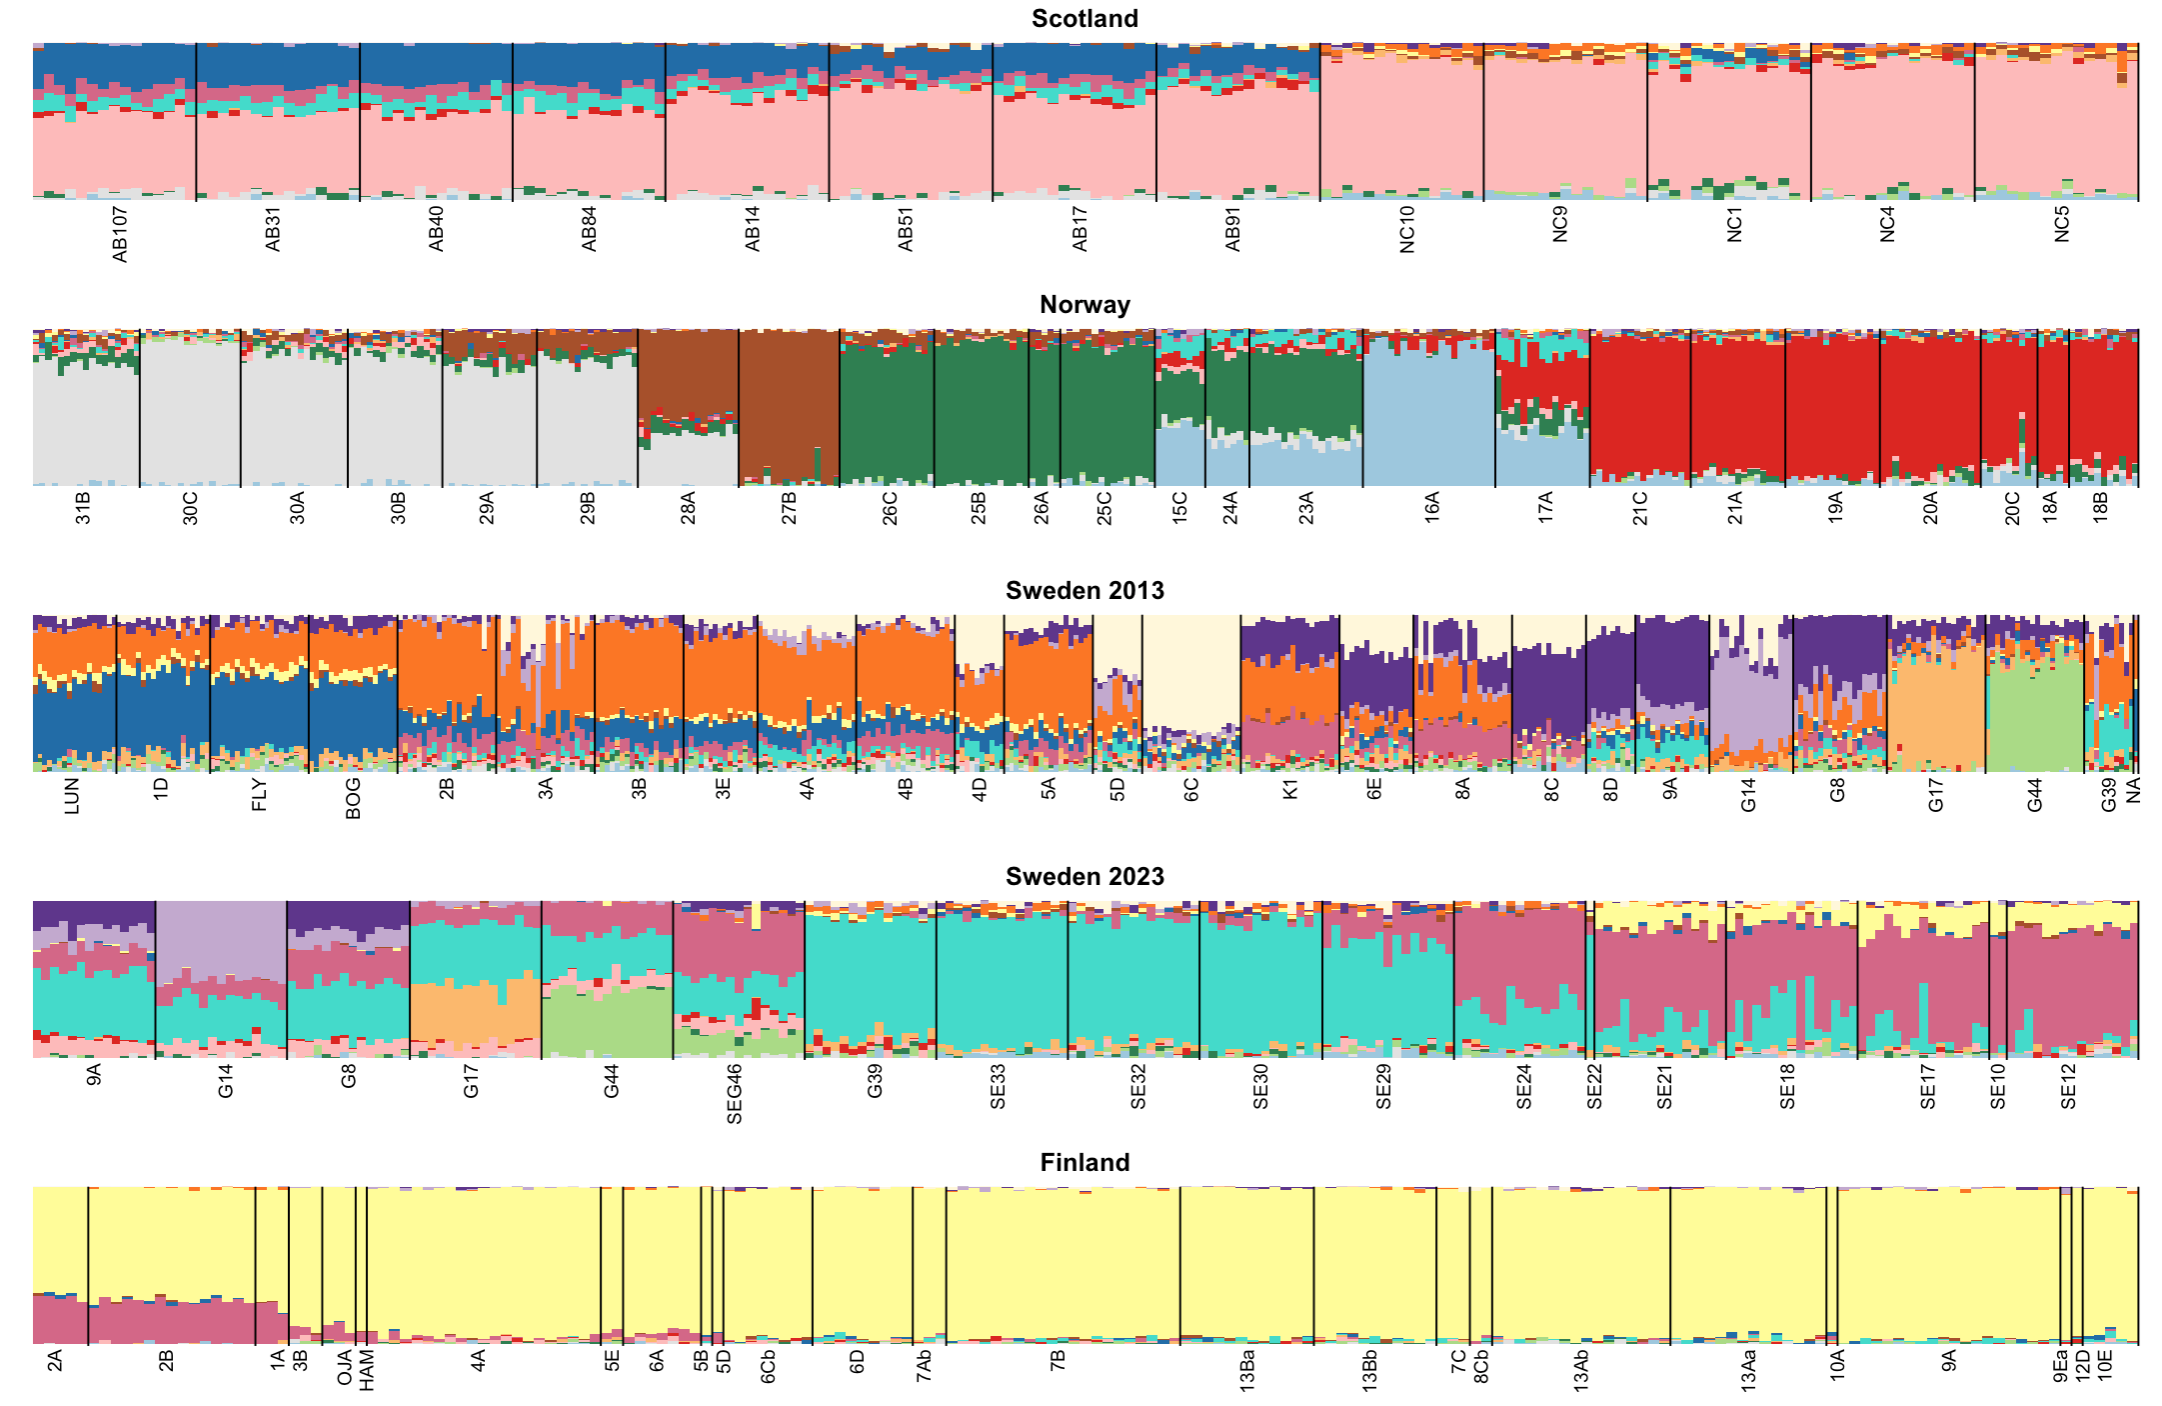 Scotland
AB107 AB31 AB40 AB84 AB14 AB51 AB17 AB91 NC10 NC9 NC1 NC4 NC5
Norway
31B 30C 30A 30B 29A 29B 28A 27B 26C 25B 26A 25C 15C 24A 23A 16A 17A 21C 21A 19A 20A 20C 18A 18B
Sweden 2013
LUN 1D FLY BOG 2B 3A 3B 3E 4A 4B 4D 5A 5D 6C K1 6E 8A 8C 8D 9A G14 G8 G17 G44 G39 NA
Sweden 2023
9A G14 G8 G17 G44 SEG46 G39 SE33 SE32 SE30 SE29 SE24 SE22 SE21 SE18 SE17 SE10 SE12
Finland
2A 2B 1A 3B OJA HAM 4A 5E 6A 5B 5D 6Cb 6D 7Ab 7B 13Ba 13Bb 7C 8Cb 13Ab 13Aa 10A 9A 9Ea 12D 10E